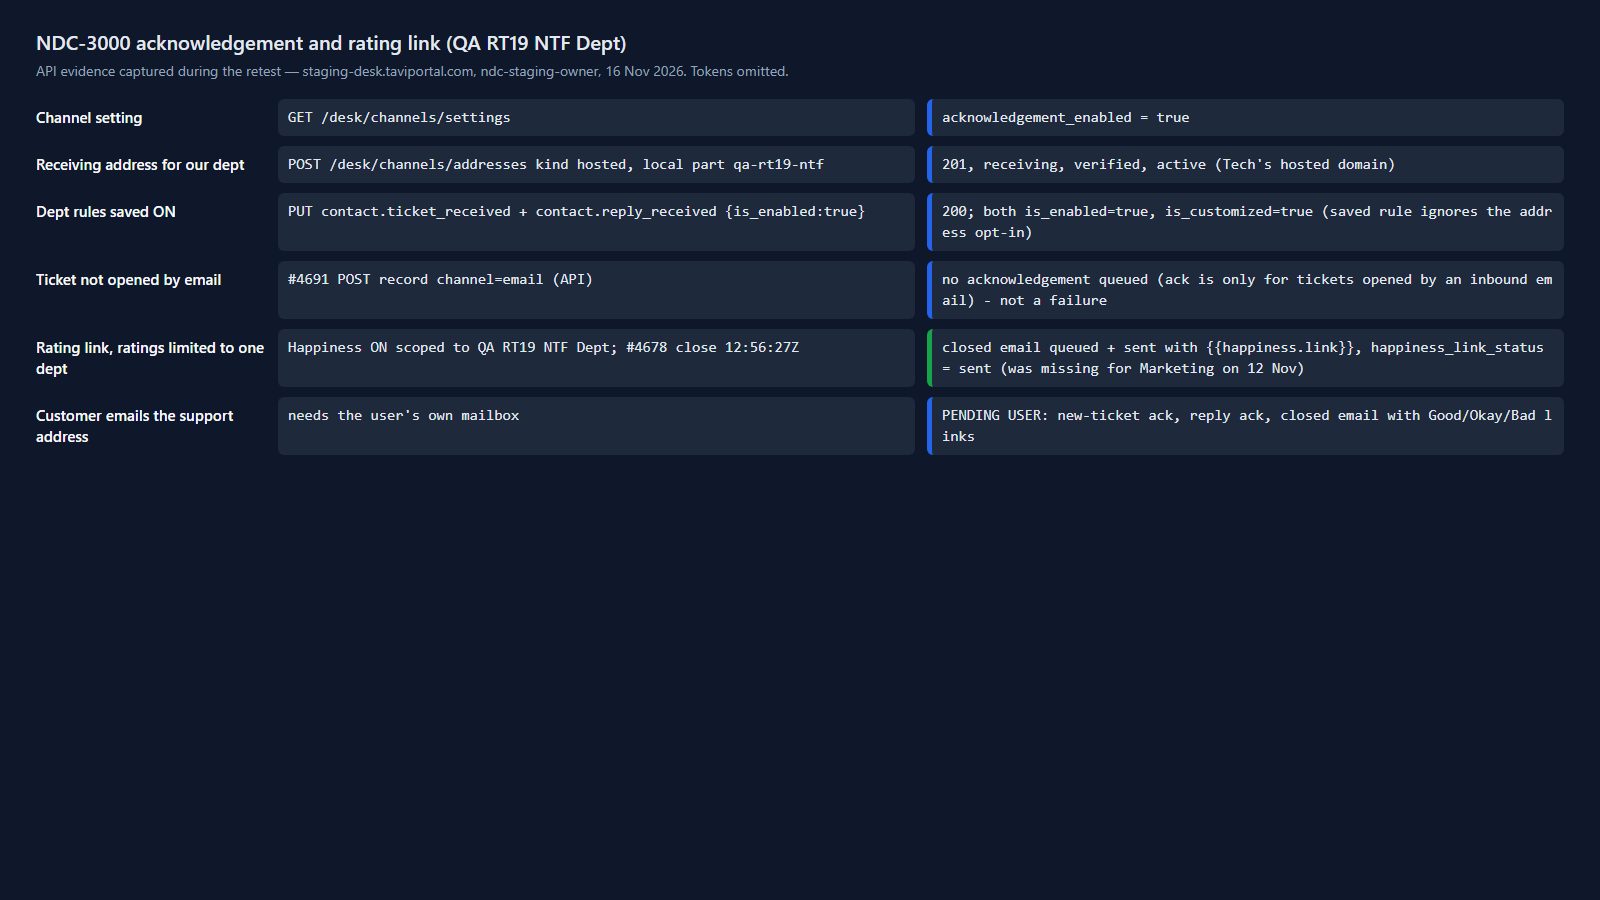 NDC-3000 acknowledgement and rating link (QA RT19 NTF Dept)
API evidence captured during the retest — staging-desk.taviportal.com, ndc-staging-owner, 16 Nov 2026. Tokens omitted.
Channel setting
GET /desk/channels/settings
acknowledgement_enabled = true
Receiving address for our dept
POST /desk/channels/addresses kind hosted, local part qa-rt19-ntf
201, receiving, verified, active (Tech's hosted domain)
Dept rules saved ON
PUT contact.ticket_received + contact.reply_received {is_enabled:true}
200; both is_enabled=true, is_customized=true (saved rule ignores the addr
ess opt-in)
Ticket not opened by email
#4691 POST record channel=email (API)
no acknowledgement queued (ack is only for tickets opened by an inbound em
ail) - not a failure
Rating link, ratings limited to one
dept
Happiness ON scoped to QA RT19 NTF Dept; #4678 close 12:56:27Z
closed email queued + sent with {{happiness.link}}, happiness_link_status
= sent (was missing for Marketing on 12 Nov)
Customer emails the support
address
needs the user's own mailbox
PENDING USER: new-ticket ack, reply ack, closed email with Good/Okay/Bad l
inks